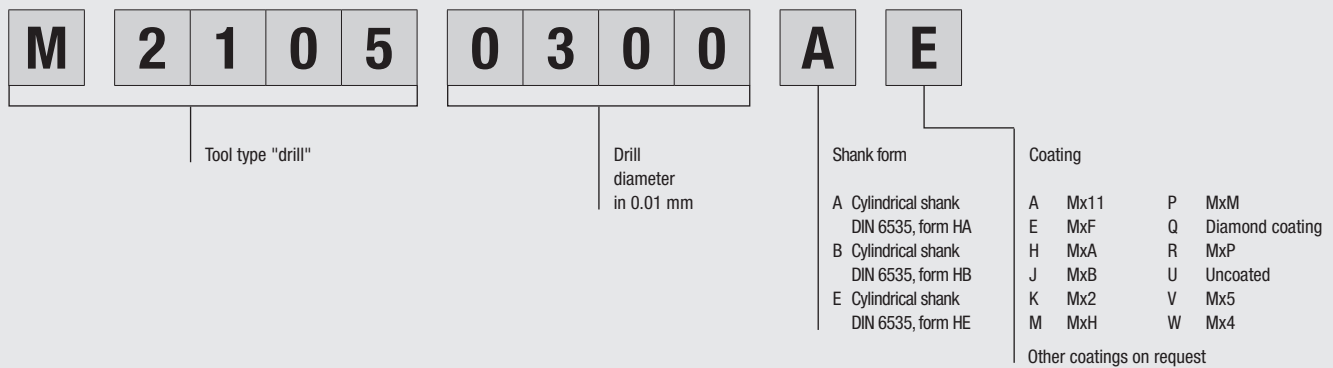 M 2 1 0 5 0 3 0 0 A E
Tool type "drill"
Drill
diameter
in 0.01 mm
Shank form
A Cylindrical shank
DIN 6535, form HA
B Cylindrical shank
DIN 6535, form HB
E Cylindrical shank
DIN 6535, form HE
Coating
A Mx11 P MxM
E MxF Q Diamond coating
H MxA R MxP
J MxB U Uncoated
K Mx2 V Mx5
M MxH W Mx4
Other coatings on request